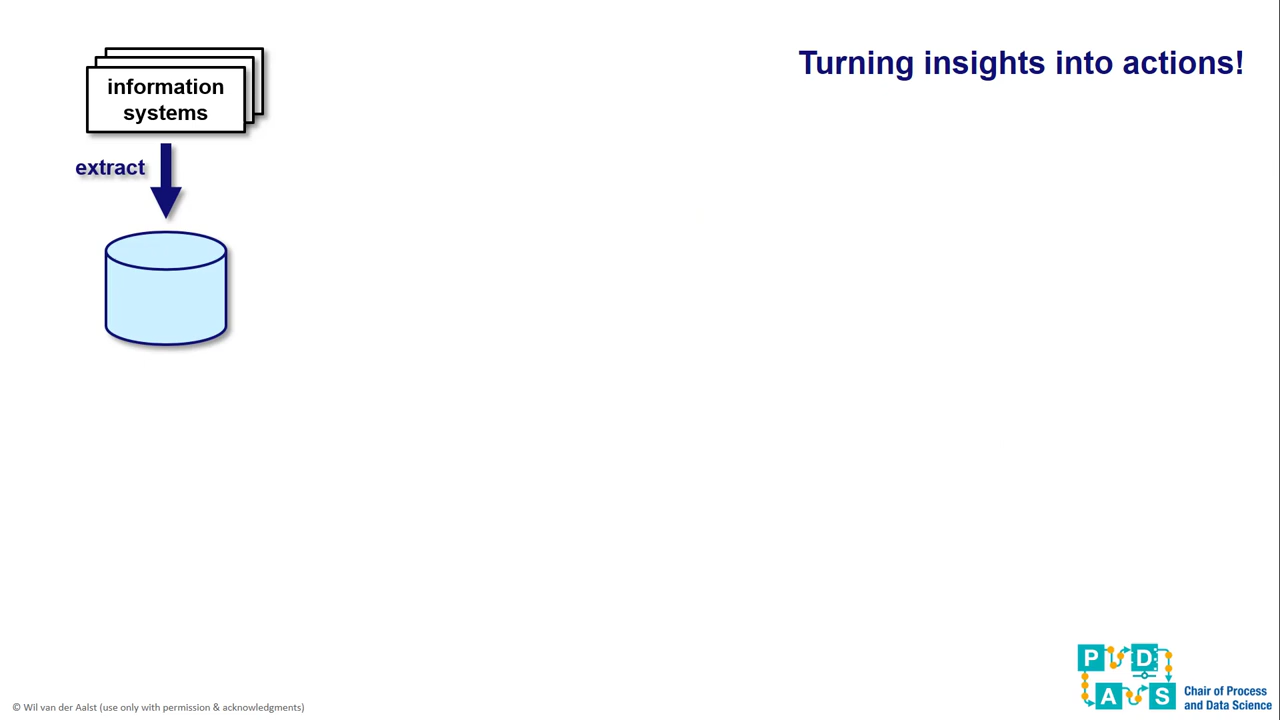 Turning insights into actions!
information
systems
extract
P D
A S
Chair of Process
and Data Science
© Wil van der Aalst (use only with permission & acknowledgments)